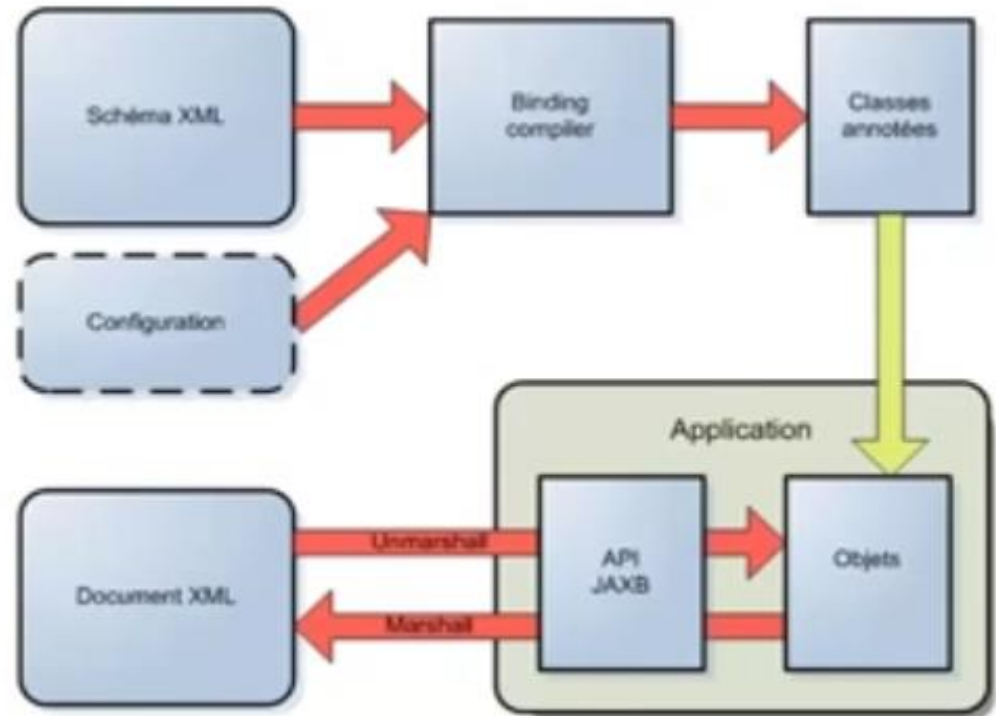 Schéma XML
Binding
compiler
Classes
annotées
Configuration
Application
Unmarshall
API
JAXB
Objets
Document XML
Marshall